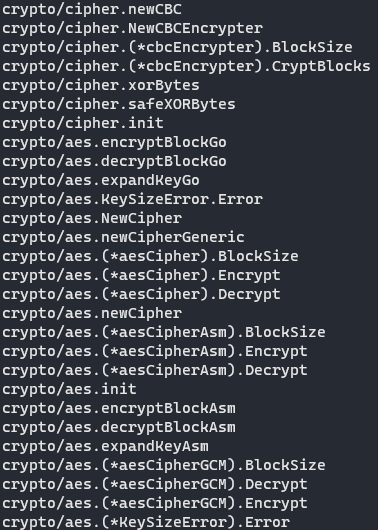 crypto/cipher.newCBC
crypto/cipher.NewCBCEncrypter
crypto/cipher.(*cbcEncrypter).BlockSize
crypto/cipher.(*cbcEncrypter).CryptBlocks
crypto/cipher.xorBytes
crypto/cipher.safeXORBytes
crypto/cipher.init
crypto/aes.encryptBlockGo
crypto/aes.decryptBlockGo
crypto/aes.expandKeyGo
crypto/aes.KeySizeError.Error
crypto/aes.NewCipher
crypto/aes.newCipherGeneric
crypto/aes.(*aesCipher).BlockSize
crypto/aes.(*aesCipher).Encrypt
crypto/aes.(*aesCipher).Decrypt
crypto/aes.newCipher
crypto/aes.(*aesCipherAsm).BlockSize
crypto/aes.(*aesCipherAsm).Encrypt
crypto/aes.(*aesCipherAsm).Decrypt
crypto/aes.init
crypto/aes.encryptBlockAsm
crypto/aes.decryptBlockAsm
crypto/aes.expandKeyAsm
crypto/aes.(*aesCipherGCM).BlockSize
crypto/aes.(*aesCipherGCM).Decrypt
crypto/aes.(*aesCipherGCM).Encrypt
crypto/aes.(*KeySizeError).Error